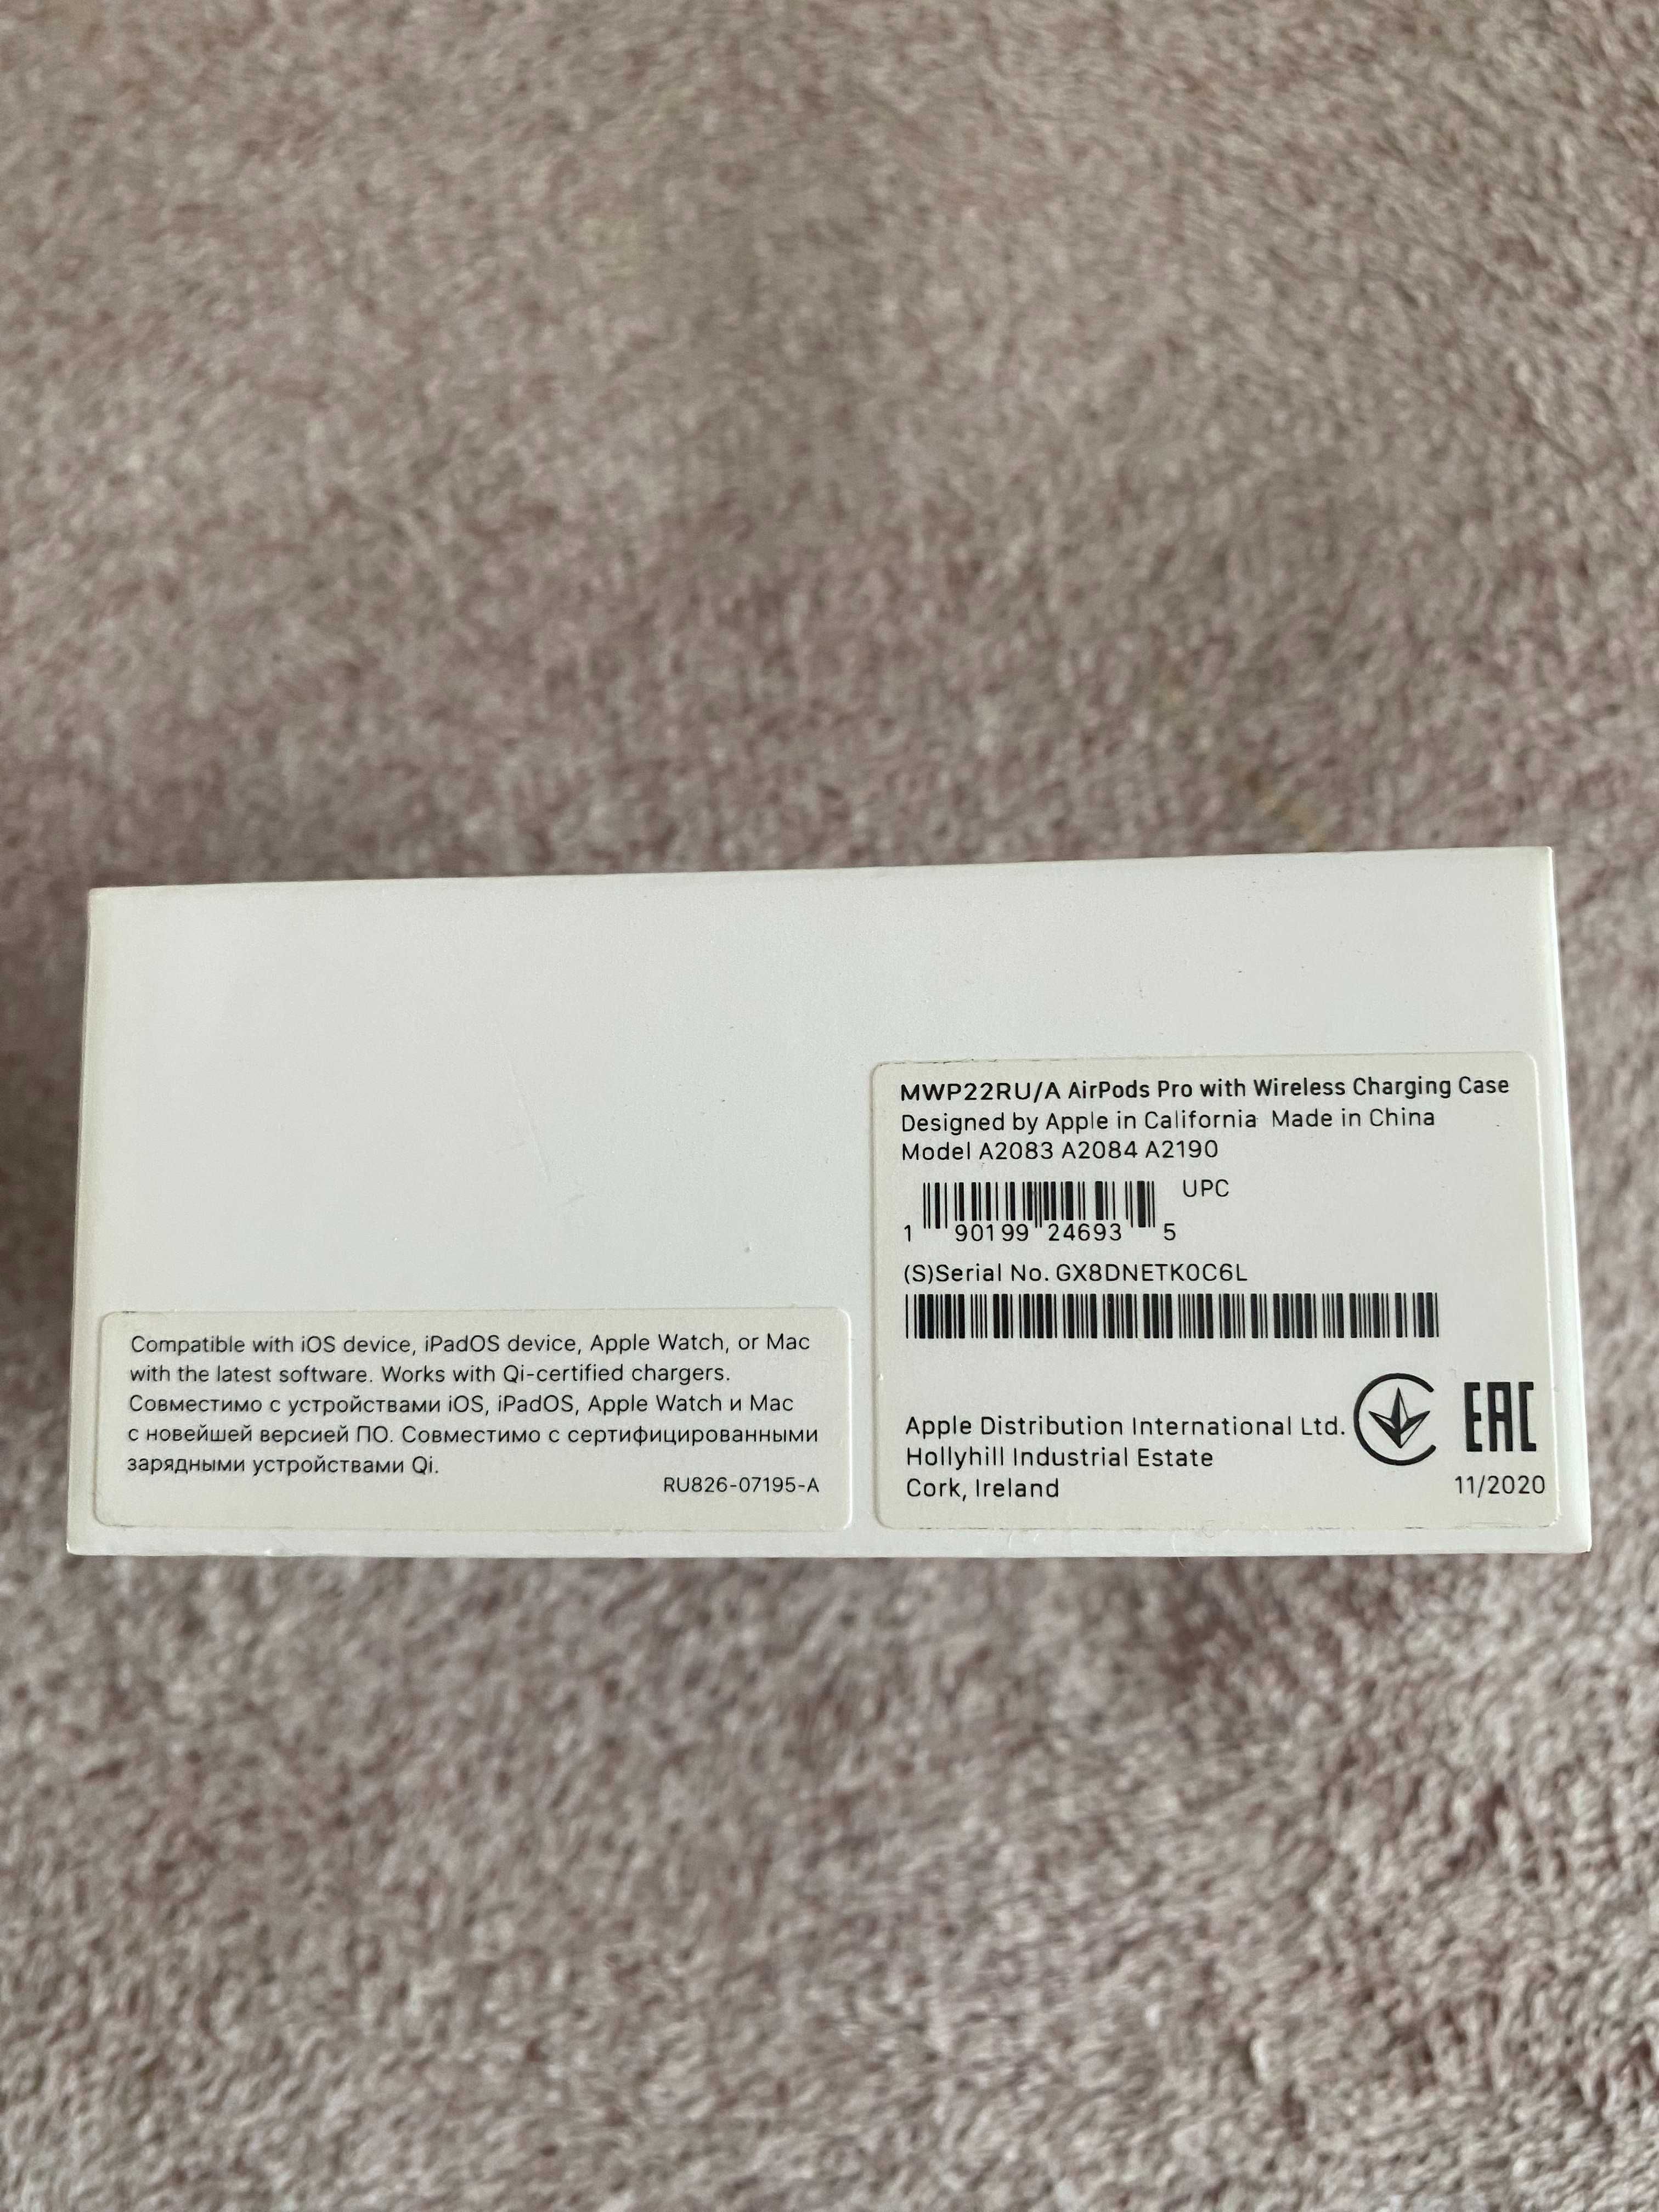 MWP22RU/A AirPods Pro with Wireless Charging Case
Designed by Apple in California Made in China
Model A2083 A2084 A2190
UPC
1 90199 24693 5
(S)Serial No. GX8DNETK0C6L
Apple Distribution International Ltd.
Hollyhill Industrial Estate
Cork, Ireland
EAC
11/2020
Compatible with iOS device, iPadOS device, Apple Watch, or Mac
with the latest software. Works with Qi-certified chargers.
Совместимо с устройствами iOS, iPadOS, Apple Watch и Mac
с новейшей версией ПО. Совместимо с сертифицированными
зарядными устройствами Qi.
RU826-07195-A